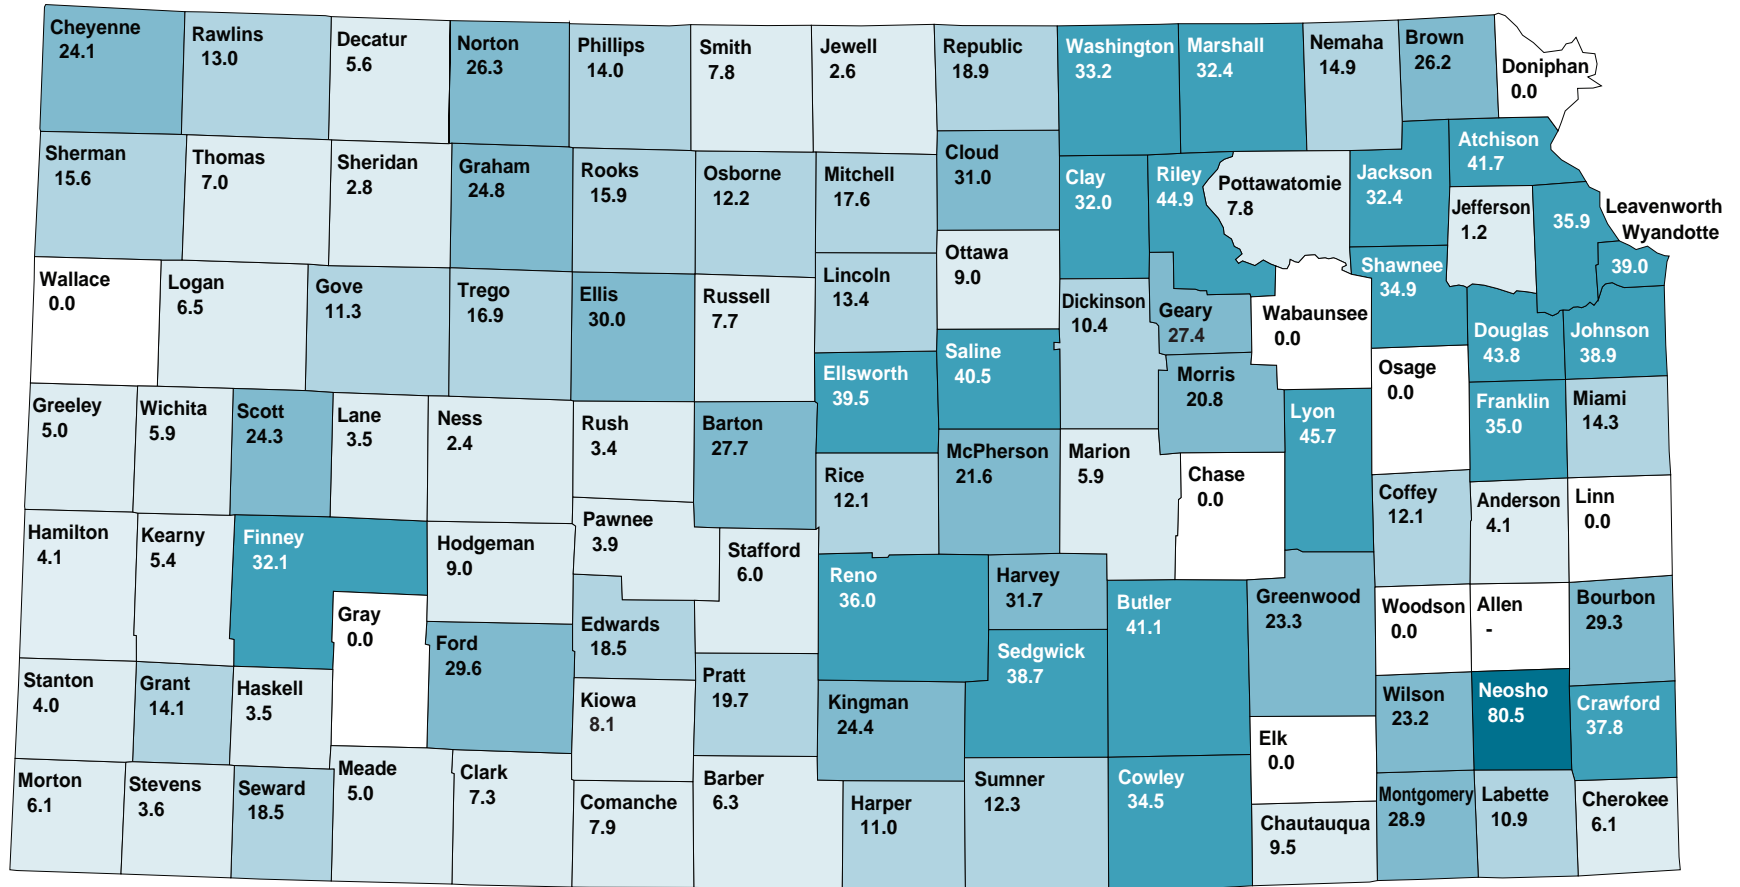 Cheyenne
24.1
Rawlins
13.0
Decatur
5.6
Norton
26.3
Phillips
14.0
Smith
7.8
Jewell
2.6
Republic
18.9
Washington
33.2
Marshall
32.4
Nemaha
14.9
Brown
26.2
Doniphan
0.0
Sherman
15.6
Thomas
7.0
Sheridan
2.8
Graham
24.8
Rooks
15.9
Osborne
12.2
Mitchell
17.6
Cloud
31.0
Clay
32.0
Riley
44.9
Pottawatomie
7.8
Jackson
32.4
Atchison
41.7
Jefferson
1.2
35.9
Leavenworth
Wyandotte
39.0
Wallace
0.0
Logan
6.5
Gove
11.3
Trego
16.9
Ellis
30.0
Russell
7.7
Lincoln
13.4
Ottawa
9.0
Dickinson
10.4
Geary
27.4
Wabaunsee
0.0
Shawnee
34.9
Douglas
43.8
Johnson
38.9
Ellsworth
39.5
Saline
40.5
Morris
20.8
Osage
0.0
Greeley
5.0
Wichita
5.9
Scott
24.3
Lane
3.5
Ness
2.4
Rush
3.4
Barton
27.7
Rice
12.1
McPherson
21.6
Marion
5.9
Chase
0.0
Lyon
45.7
Franklin
35.0
Miami
14.3
Coffey
12.1
Anderson
4.1
Linn
0.0
Hamilton
4.1
Kearny
5.4
Finney
32.1
Hodgeman
9.0
Pawnee
3.9
Stafford
6.0
Reno
36.0
Harvey
31.7
Butler
41.1
Greenwood
23.3
Woodson
0.0
Allen
-
Bourbon
29.3
Gray
0.0
Ford
29.6
Edwards
18.5
Sedgwick
38.7
Stanton
4.0
Grant
14.1
Haskell
3.5
Kiowa
8.1
Pratt
19.7
Kingman
24.4
Elk
0.0
Wilson
23.2
Neosho
80.5
Crawford
37.8
Morton
6.1
Stevens
3.6
Seward
18.5
Meade
5.0
Clark
7.3
Comanche
7.9
Barber
6.3
Harper
11.0
Sumner
12.3
Cowley
34.5
Chautauqua
9.5
Montgomery
28.9
Labette
10.9
Cherokee
6.1